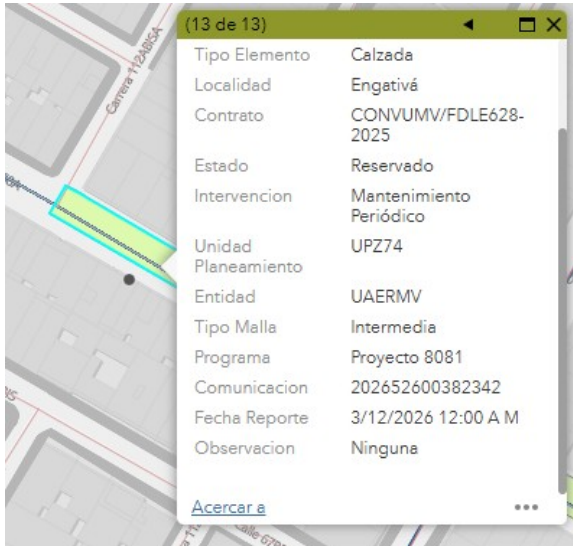 (13 de 13)
Carrera 112ABISA
Tipo Elemento Calzada
Localidad Engativá
Contrato CONVUMV/FDLE628-
2025
Estado Reservado
Intervencion Mantenimiento
Periódico
Unidad
Planeamiento UPZ74
Entidad UAERMV
Tipo Malla Intermedia
Programa Proyecto 8081
Comunicacion 202652600382342
Fecha Reporte 3/12/2026 12:00 A M
Observacion Ninguna
Acercar a